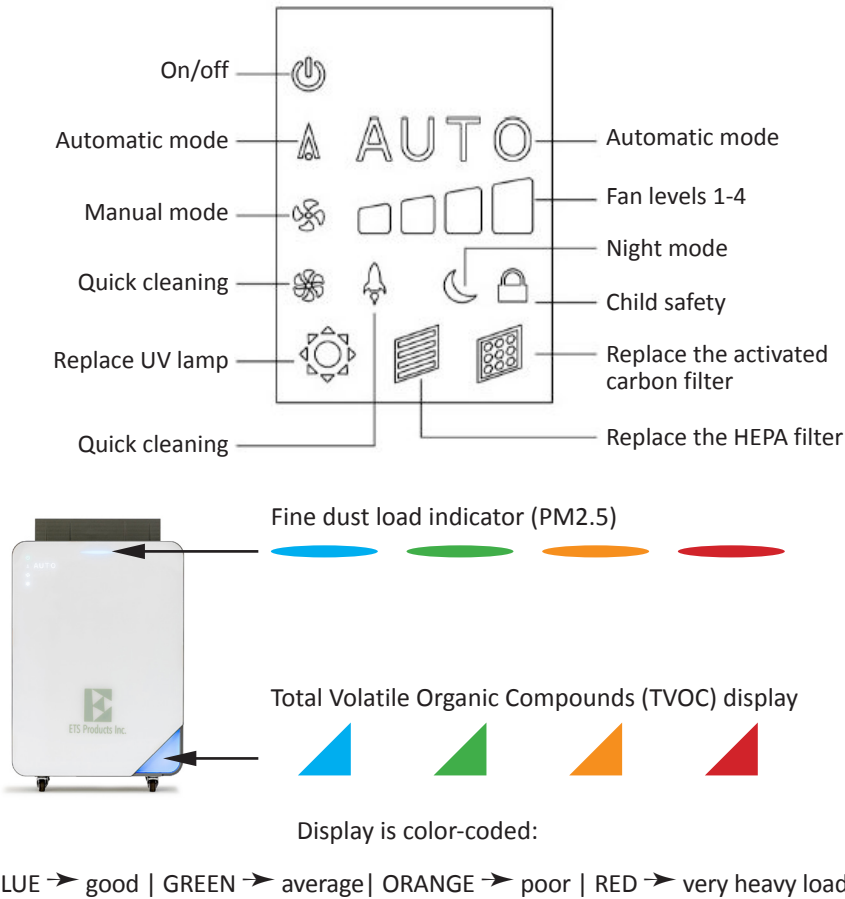 On/off
Automatic mode
AUTO
Automatic mode
Manual mode
Fan levels 1-4
Night mode
Quick cleaning
Child safety
Replace UV lamp
Replace the activated
carbon filter
Quick cleaning
Replace the HEPA filter
Fine dust load indicator (PM2.5)
AUTO
ETS Products Inc.
Total Volatile Organic Compounds (TVOC) display
Display is color-coded:
LUE ➛ good | GREEN ➛ average| ORANGE ➛ poor | RED ➛ very heavy load